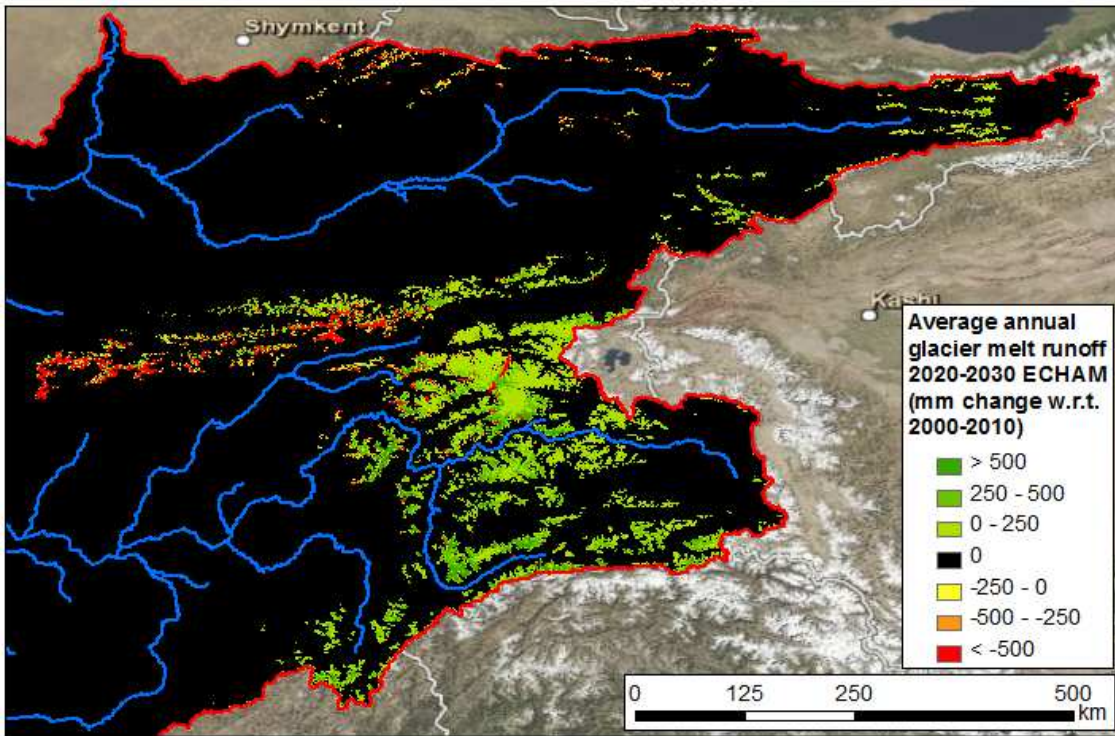 Shymkent
Kashi
Average annual
glacier melt runoff
2020-2030 ECHAM
(mm change w.r.t.
2000-2010)
> 500
250 - 500
0 - 250
0
-250 - 0
-500 - -250
< -500
0 125 250 500
km